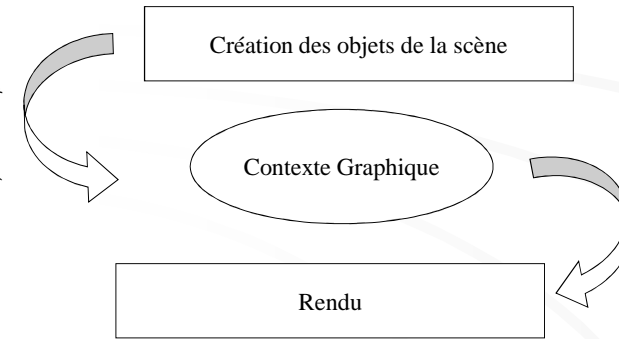 Création des objets de la scène
Contexte Graphique
Rendu